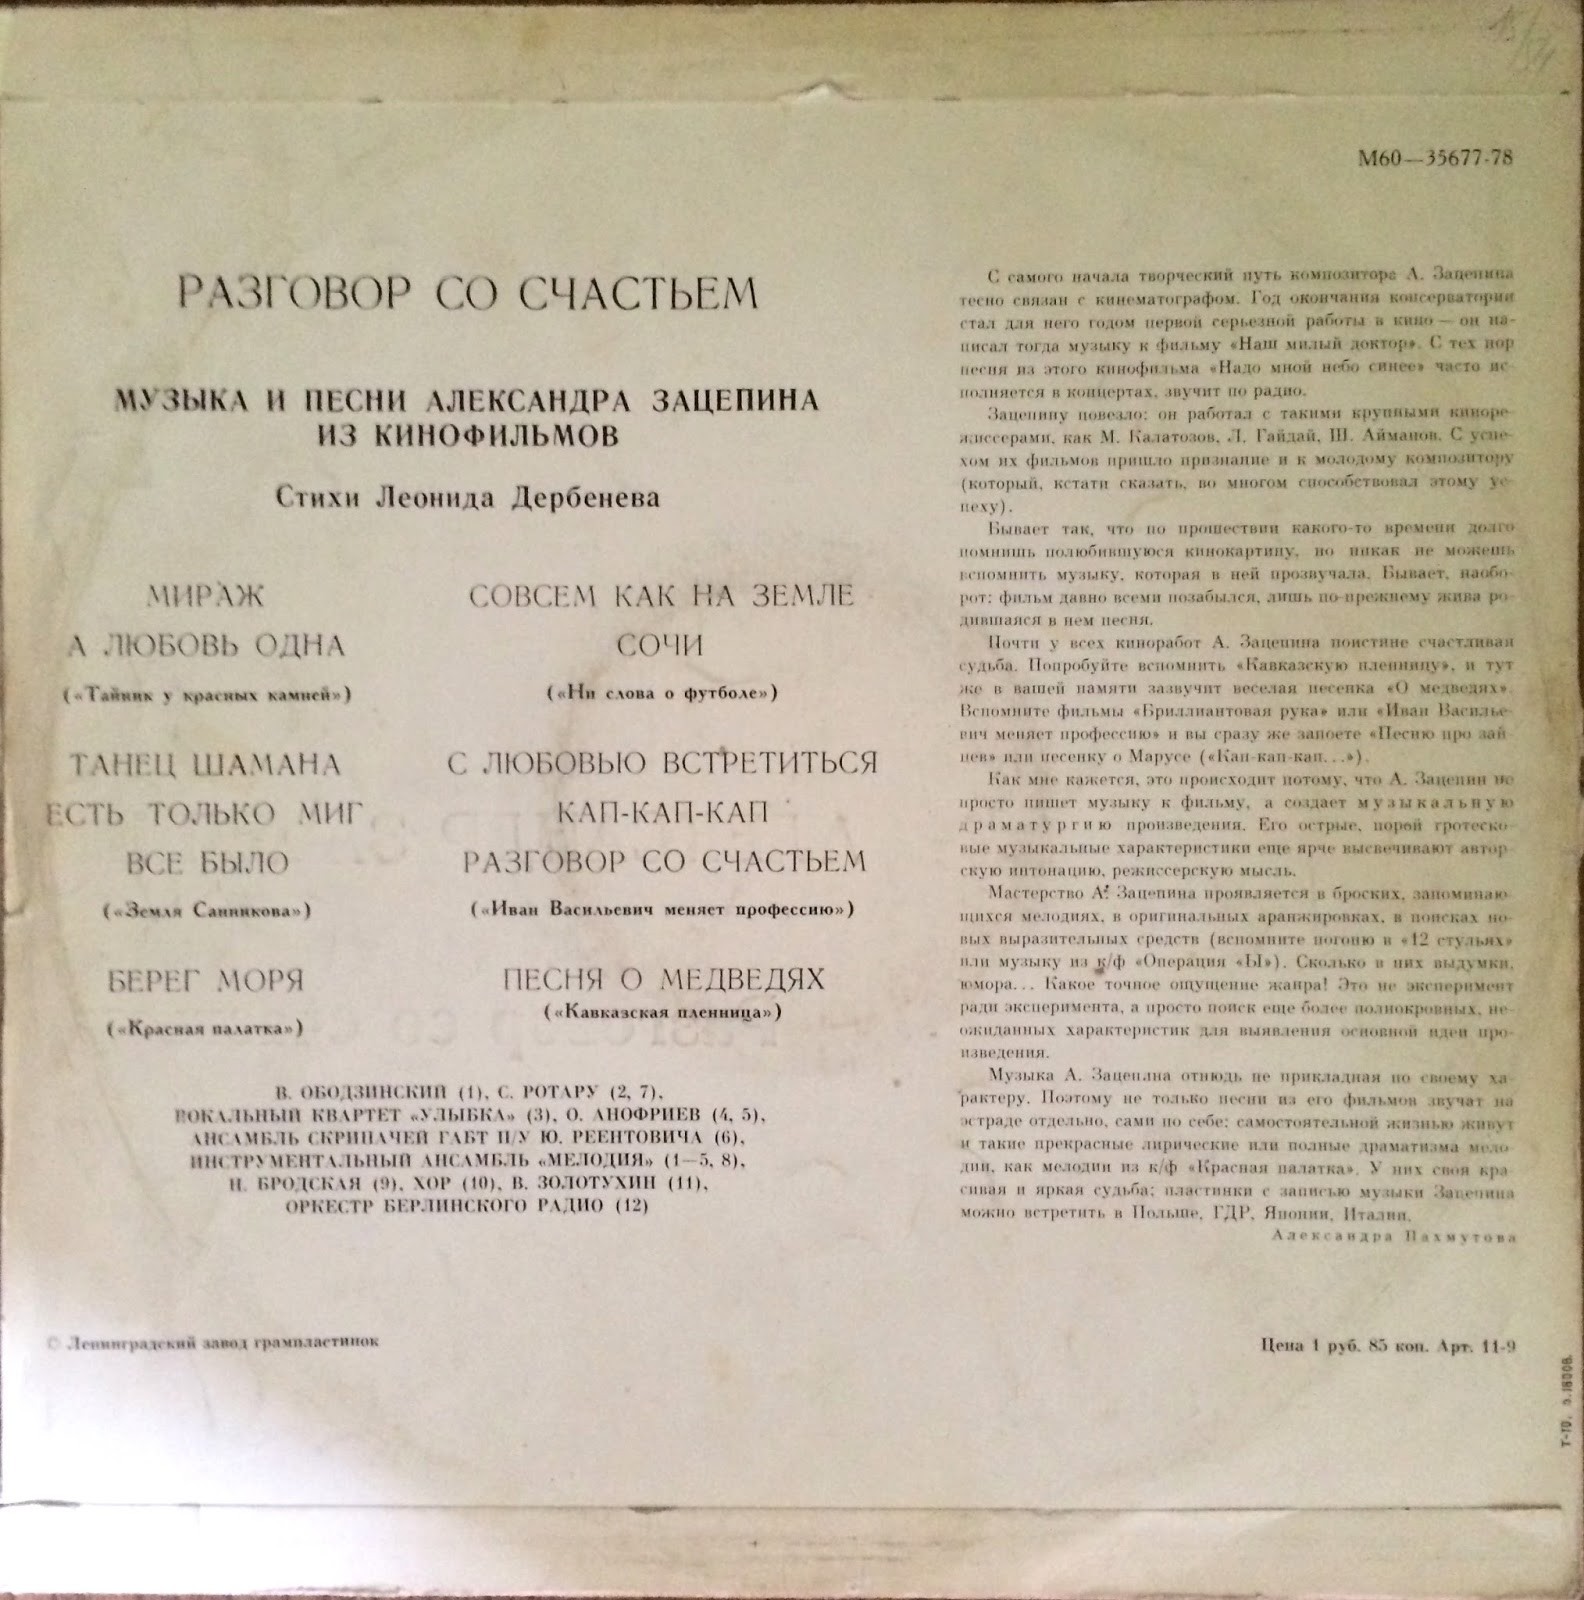 М60—35677-78
РАЗГОВОР СО СЧАСТЬЕМ
МУЗЫКА И ПЕСНИ АЛЕКСАНДРА ЗАЦЕПИНА
ИЗ КИНОФИЛЬМОВ
Стихи Леонида Дербенева
МИРАЖ
А ЛЮБОВЬ ОДНА
(«Тайник у красных камней»)
ТАНЕЦ ШАМАНА
ЕСТЬ ТОЛЬКО МИГ
ВСЕ БЫЛО
(«Земля Санникова»)
БЕРЕГ МОРЯ
(«Красная палатка»)
СОВСЕМ КАК НА ЗЕМЛЕ
СОЧИ
(«Ни слова о футболе»)
С ЛЮБОВЬЮ ВСТРЕТИТЬСЯ
КАП-КАП-КАП
РАЗГОВОР СО СЧАСТЬЕМ
(«Иван Васильевич меняет профессию»)
ПЕСНЯ О МЕДВЕДЯХ
(«Кавказская пленница»)
В. ОБОДЗИНСКИЙ (1), С. РОТАРУ (2, 7),
ВОКАЛЬНЫЙ КВАРТЕТ «УЛЫБКА» (3), О. АНОФРИЕВ (4, 5),
АНСАМБЛЬ СКРИПАЧЕЙ ГАБТ П/У Ю. РЕЕНТОВИЧА (6),
ИНСТРУМЕНТАЛЬНЫЙ АНСАМБЛЬ «МЕЛОДИЯ» (1—5, 8),
Н. БРОДСКАЯ (9), ХОР (10), В. ЗОЛОТУХИН (11),
ОРКЕСТР БЕРЛИНСКОГО РАДИО (12)
С самого начала творческий путь композитора А. Зацепина
тесно связан с кинематографом. Год окончания консерватории
стал для него годом первой серьезной работы в кино — он на-
писал тогда музыку к фильму «Наш милый доктор». С тех пор
песня из этого кинофильма «Надо мной небо синее» часто ис-
полняется в концертах, звучит по радио.
Зацепину повезло: он работал с такими крупными киноре-
жиссерами, как М. Калатозов, Л. Гайдай, Ш. Айманов. С успе-
хом их фильмов пришло признание и к молодому композитору
(который, кстати сказать, во многом способствовал этому ус-
пеху).
Бывает так, что по прошествии какого-то времени долго
помнишь полюбившуюся кинокартину, но никак не можешь
вспомнить музыку, которая в ней прозвучала. Бывает, наобо-
рот: фильм давно всеми позабылся, лишь по-прежнему жива ро-
дившаяся в нем песня.
Почти у всех киноработ А. Зацепина поистине счастливая
судьба. Попробуйте вспомнить «Кавказскую пленницу», и тут
же в вашей памяти зазвучит веселая песенка «О медведях».
Вспомните фильмы «Бриллиантовая рука» или «Иван Василье-
вич меняет профессию» и вы сразу же запоете «Песню про зай-
цев» или песенку о Марусе («Кап-кап-кап...»).
Как мне кажется, это происходит потому, что А. Зацепин не
просто пишет музыку к фильму, а создает музыкальную
драматургию произведения. Его острые, порой гротеско-
вые музыкальные характеристики еще ярче высвечивают автор-
скую интонацию, режиссерскую мысль.
Мастерство А. Зацепина проявляется в броских, запоминаю-
щихся мелодиях, в оригинальных аранжировках, в поисках но-
вых выразительных средств (вспомните погоню в «12 стульях»
или музыку из к/ф «Операция «Ы»). Сколько в них выдумки,
юмора... Какое точное ощущение жанра! Это не эксперимент
ради эксперимента, а просто поиск еще более полнокровных, не-
ожиданных характеристик для выявления основной идеи про-
изведения.
Музыка А. Зацепина отнюдь не прикладная по своему ха-
рактеру. Поэтому не только песни из его фильмов звучат на
эстраде отдельно, сами по себе: самостоятельной жизнью живут
и такие прекрасные лирические или полные драматизма мело-
дии, как мелодии из к/ф «Красная палатка». У них своя кра-
сивая и яркая судьба: пластинки с записью музыки Зацепина
можно встретить в Польше, ГДР, Японии, Италии.
Александра Пахмутова
© Ленинградский завод грампластинок
Цена 1 руб. 85 коп. Арт. 11-9